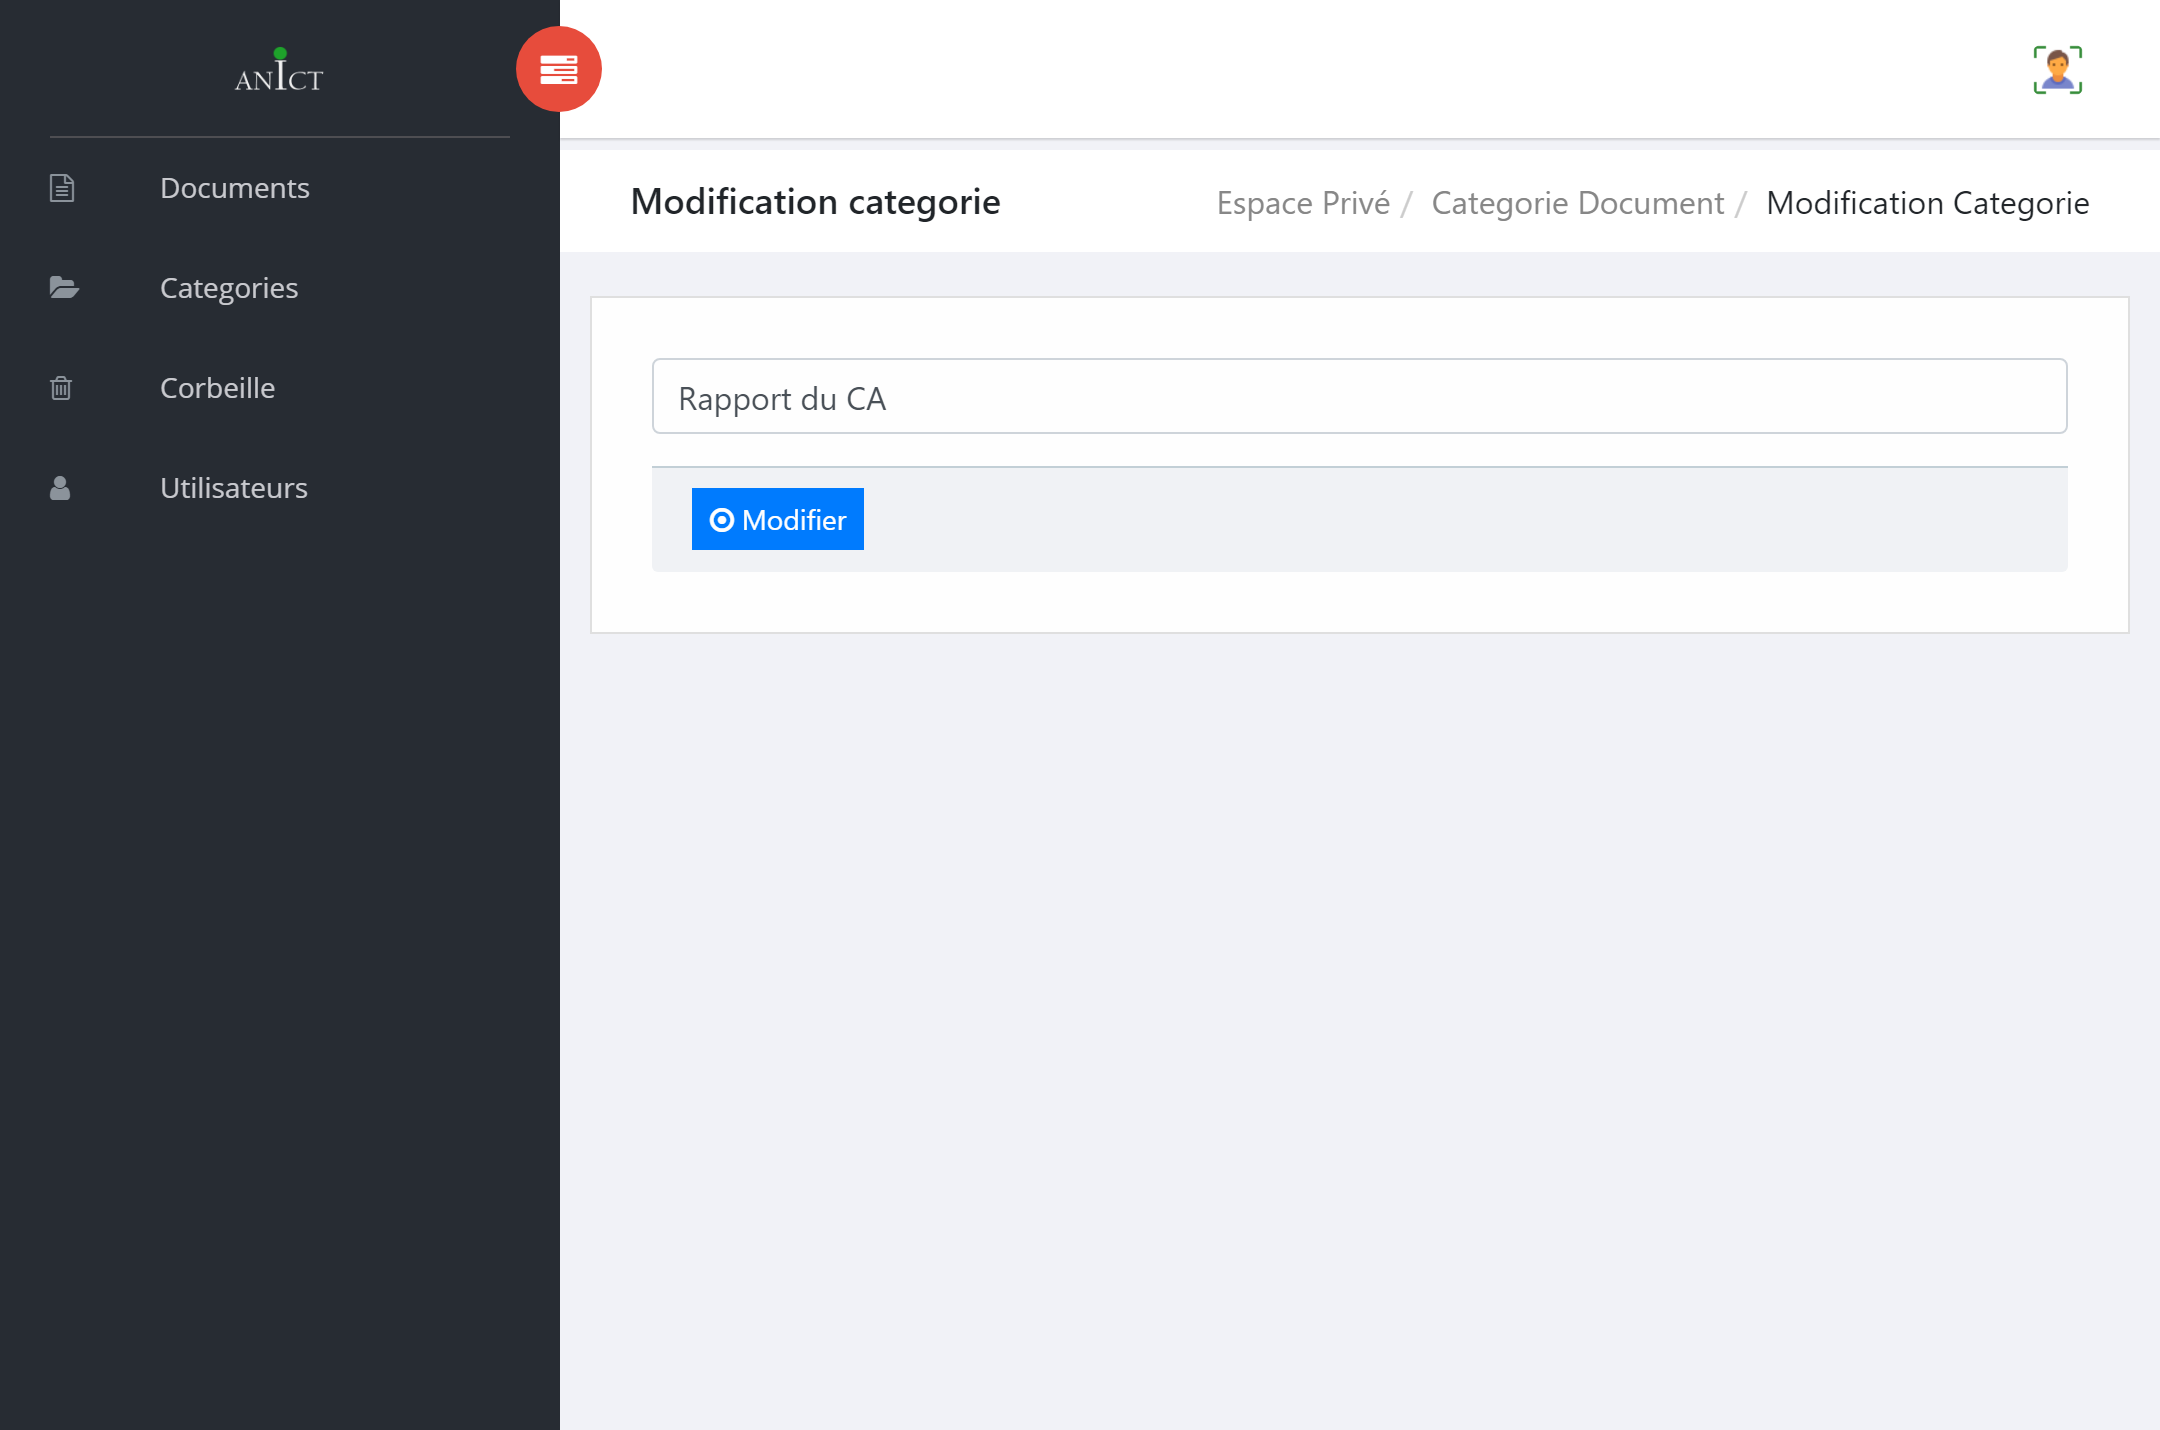 ANICT
Documents
Categories
Corbeille
Utilisateurs
Modification categorie
Espace Privé / Categorie Document / Modification Categorie
Rapport du CA
Modifier